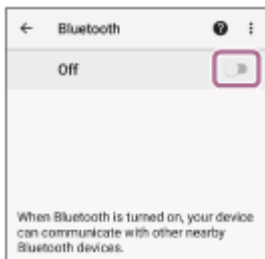 Bluetooth
Off
When Bluetooth is turned on, your device
can communicate with other nearby
Bluetooth devices.